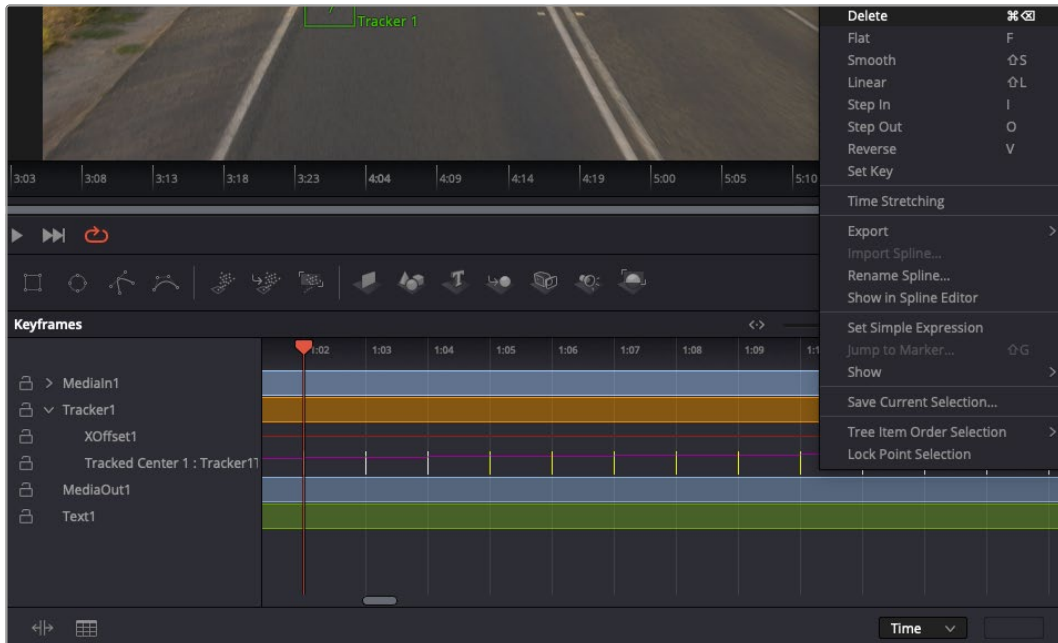 Tracker 1
3:03 3:08 3:13 3:18 3:23 4:04 4:09 4:14 4:19 5:00 5:05 5:10
Delete ⌘⌫
Flat F
Smooth ⇧S
Linear ⇧L
Step In I
Step Out O
Reverse V
Set Key
Time Stretching
Export
Import Spline...
Rename Spline...
Show in Spline Editor
Set Simple Expression
Jump to Marker... ⇧G
Show
Save Current Selection...
Tree Item Order Selection
Lock Point Selection
Keyframes
1:02 1:03 1:04 1:05 1:06 1:07 1:08 1:09
MediaIn1
Tracker1
XOffset1
Tracked Center 1 : Tracker1
MediaOut1
Text1
Time